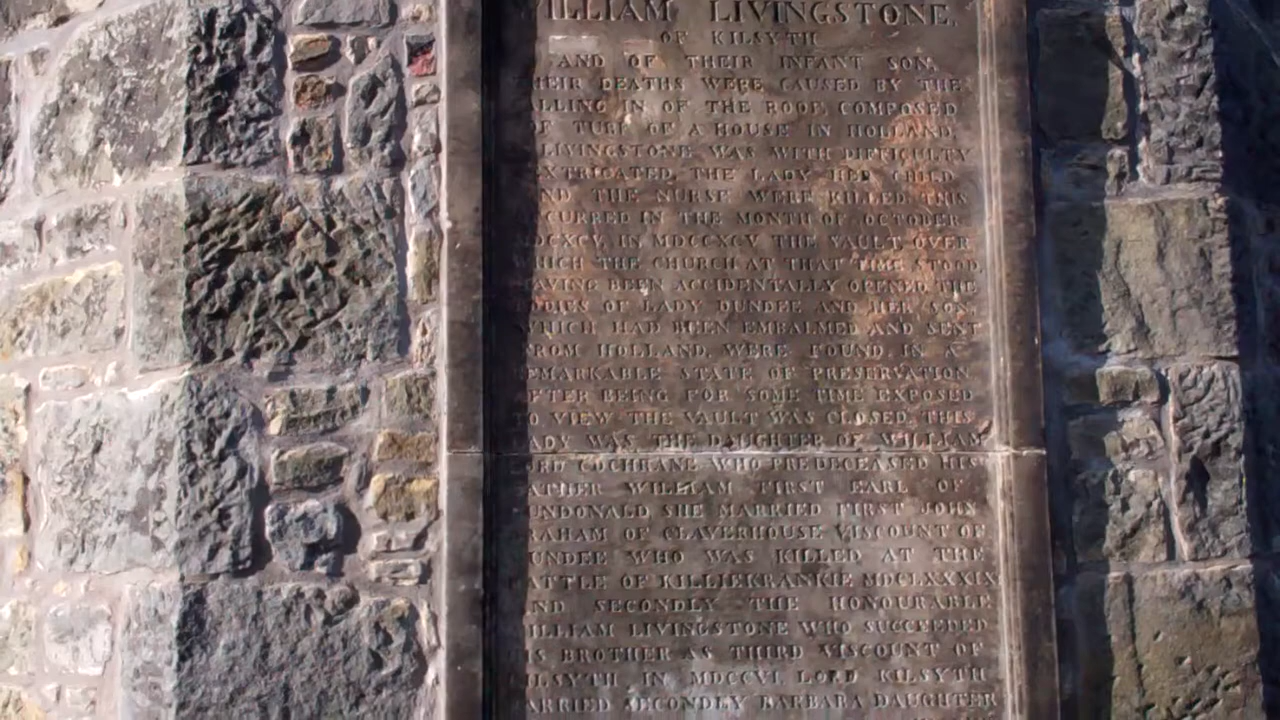 WILLIAM LIVINGSTONE,
OF KILSYTH
AND OF THEIR INFANT SON,
THEIR DEATHS WERE CAUSED BY THE
FALLING IN OF THE ROOF, COMPOSED
OF TURF OF A HOUSE IN HOLLAND,
LIVINGSTONE WAS WITH DIFFICULTY
EXTRICATED, THE LADY HER CHILD
AND THE NURSE WERE KILLED THIS
OCCURRED IN THE MONTH OF OCTOBER
MDCXCV, IN MDCCXCV THE VAULT OVER
WHICH THE CHURCH AT THAT TIME STOOD,
HAVING BEEN ACCIDENTALLY OPENED THE
BODIES OF LADY DUNDEE AND HER SON,
WHICH HAD BEEN EMBALMED AND SENT
FROM HOLLAND, WERE FOUND IN A
REMARKABLE STATE OF PRESERVATION
AFTER BEING FOR SOME TIME EXPOSED
TO VIEW THE VAULT WAS CLOSED, THIS
LADY WAS THE DAUGHTER OF WILLIAM
LORD COCHRANE WHO PREDECEASED HIS
FATHER WILLIAM FIRST EARL OF
DUNDONALD SHE MARRIED FIRST JOHN
GRAHAM OF CLAVERHOUSE VISCOUNT OF
DUNDEE WHO WAS KILLED AT THE
BATTLE OF KILLIEKRANKIE MDCLXXXIX
AND SECONDLY THE HONOURABLE
WILLIAM LIVINGSTONE WHO SUCCEEDED
HIS BROTHER AS THIRD VISCOUNT OF
KILSYTH IN MDCCVI, LORD KILSYTH
MARRIED SECONDLY BARBARA DAUGHTER